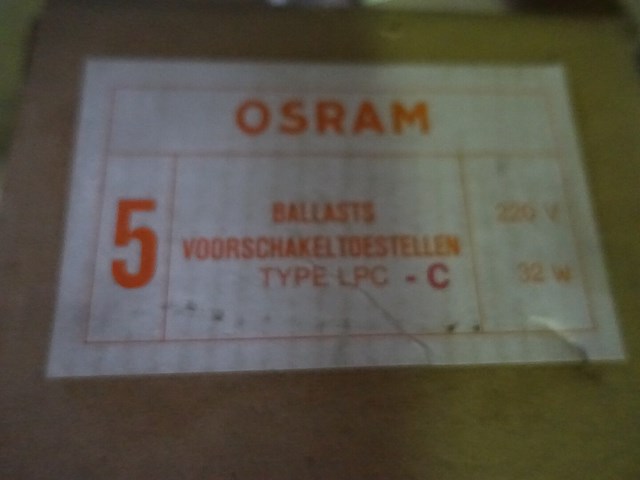 OSRAM
5
BALLASTS
VOORSCHAKELTOESTELLEN
TYPE LPC - C
220 V
32 W